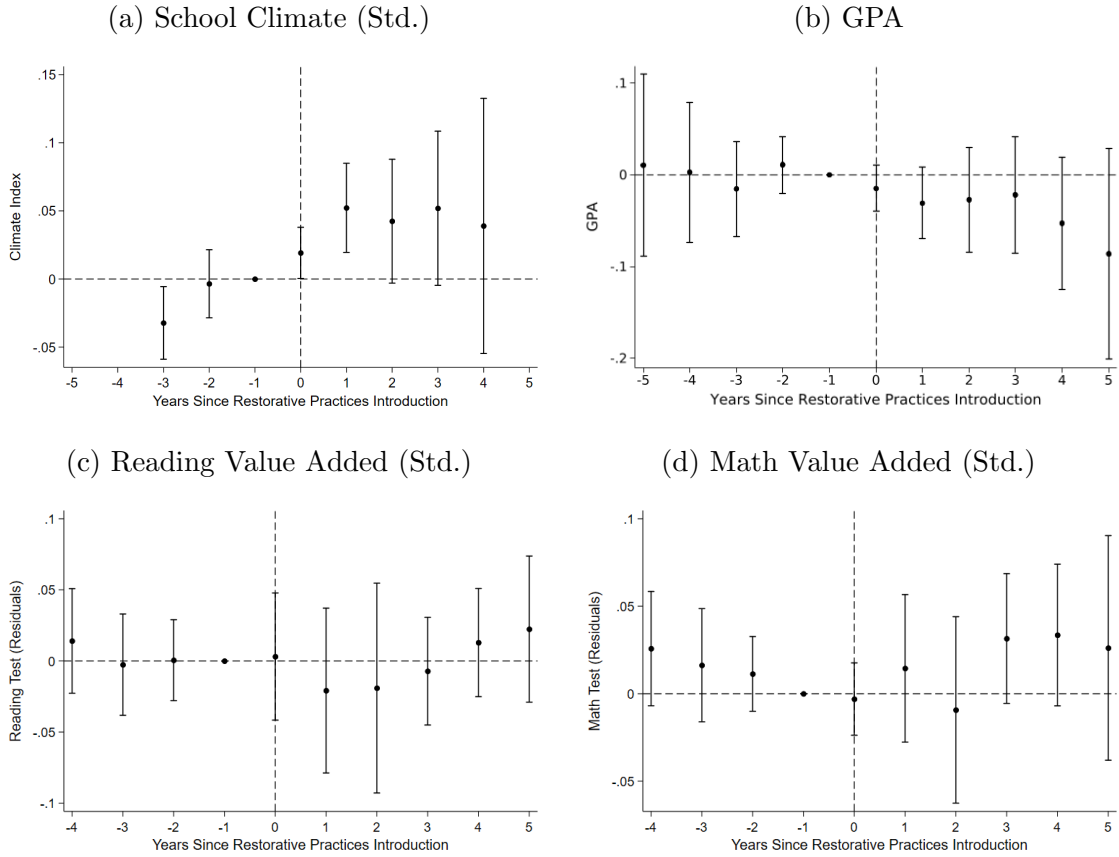 (a) School Climate (Std.)
(b) GPA
.15
.1
.05
0
-.05
Climate Index
-5 -4 -3 -2 -1 0 1 2 3 4 5
Years Since Restorative Practices Introduction
.1
0
-.1
-.2
GPA
-5 -4 -3 -2 -1 0 1 2 3 4 5
Years Since Restorative Practices Introduction
(c) Reading Value Added (Std.)
(d) Math Value Added (Std.)
.1
.05
0
-.05
-.1
Reading Test (Residuals)
-4 -3 -2 -1 0 1 2 3 4 5
Years Since Restorative Practices Introduction
.1
.05
0
-.05
Math Test (Residuals)
-4 -3 -2 -1 0 1 2 3 4 5
Years Since Restorative Practices Introduction